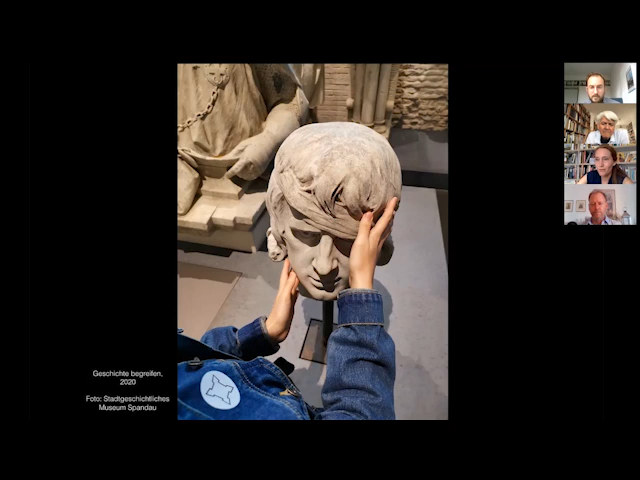 Geschichte begreifen,
2020
Foto: Stadtgeschichtliches
Museum Spandau